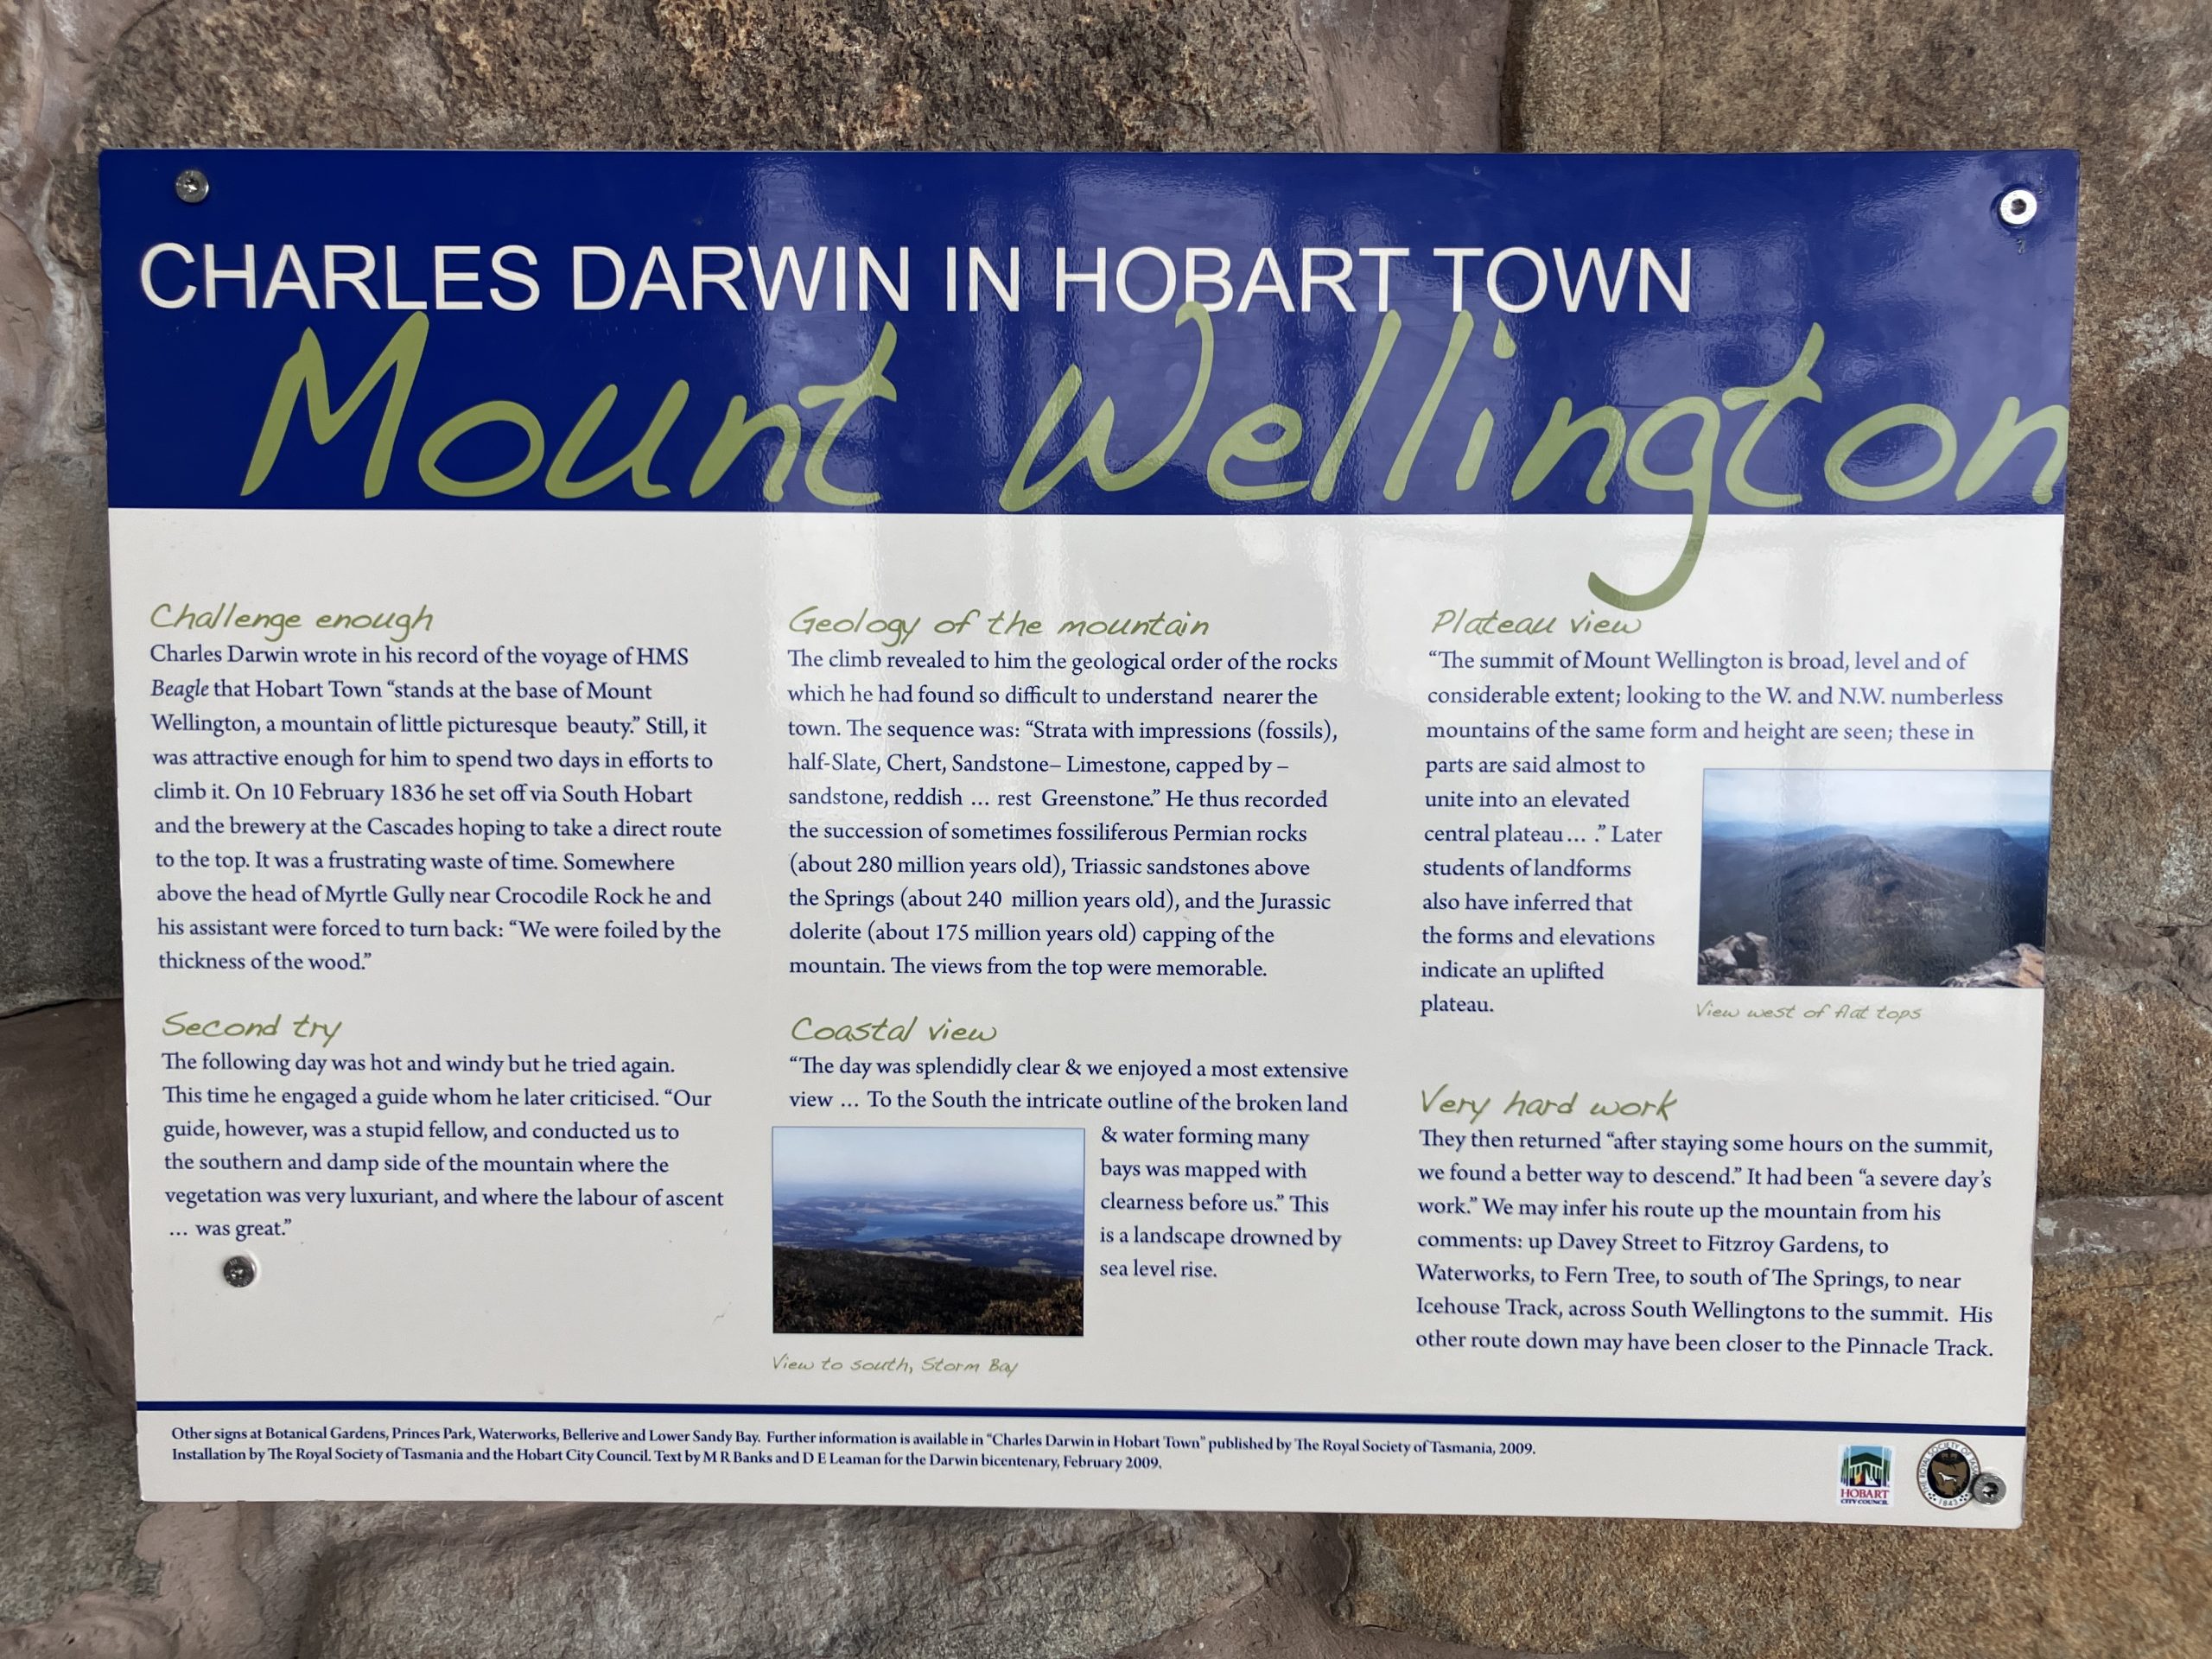 CHARLES DARWIN IN HOBART TOWN
Mount Wellington
Challenge enough
Charles Darwin wrote in his record of the voyage of HMS
Beagle that Hobart Town “stands at the base of Mount
Wellington, a mountain of little picturesque beauty.” Still, it
was attractive enough for him to spend two days in efforts to
climb it. On 10 February 1836 he set off via South Hobart
and the brewery at the Cascades hoping to take a direct route
to the top. It was a frustrating waste of time. Somewhere
above the head of Myrtle Gully near Crocodile Rock he and
his assistant were forced to turn back: “We were foiled by the
thickness of the wood.”
Second try
The following day was hot and windy but he tried again.
This time he engaged a guide whom he later criticised. “Our
guide, however, was a stupid fellow, and conducted us to
the southern and damp side of the mountain where the
vegetation was very luxuriant, and where the labour of ascent
... was great.”
Geology of the mountain
The climb revealed to him the geological order of the rocks
which he had found so difficult to understand nearer the
town. The sequence was: “Strata with impressions (fossils),
half-Slate, Chert, Sandstone– Limestone, capped by –
sandstone, reddish ... rest Greenstone.” He thus recorded
the succession of sometimes fossiliferous Permian rocks
(about 280 million years old), Triassic sandstones above
the Springs (about 240 million years old), and the Jurassic
dolerite (about 175 million years old) capping of the
mountain. The views from the top were memorable.
Coastal view
“The day was splendidly clear & we enjoyed a most extensive
view ... To the South the intricate outline of the broken land
& water forming many
bays was mapped with
clearness before us.” This
is a landscape drowned by
sea level rise.
View to south, Storm Bay
Plateau view
“The summit of Mount Wellington is broad, level and of
considerable extent; looking to the W. and N.W. numberless
mountains of the same form and height are seen; these in
parts are said almost to
unite into an elevated
central plateau ... .” Later
students of landforms
also have inferred that
the forms and elevations
indicate an uplifted
plateau.
View west of flat tops
Very hard work
They then returned “after staying some hours on the summit,
we found a better way to descend.” It had been “a severe day’s
work.” We may infer his route up the mountain from his
comments: up Davey Street to Fitzroy Gardens, to
Waterworks, to Fern Tree, to south of The Springs, to near
Icehouse Track, across South Wellingtons to the summit. His
other route down may have been closer to the Pinnacle Track.
Other signs at Botanical Gardens, Princes Park, Waterworks, Bellerive and Lower Sandy Bay. Further information is available in “Charles Darwin in Hobart Town” published by The Royal Society of Tasmania, 2009.
Installation by The Royal Society of Tasmania and the Hobart City Council. Text by M R Banks and D E Leaman for the Darwin bicentenary, February 2009.
HOBART
CITY COUNCIL
THE ROYAL SOCIETY OF
1843